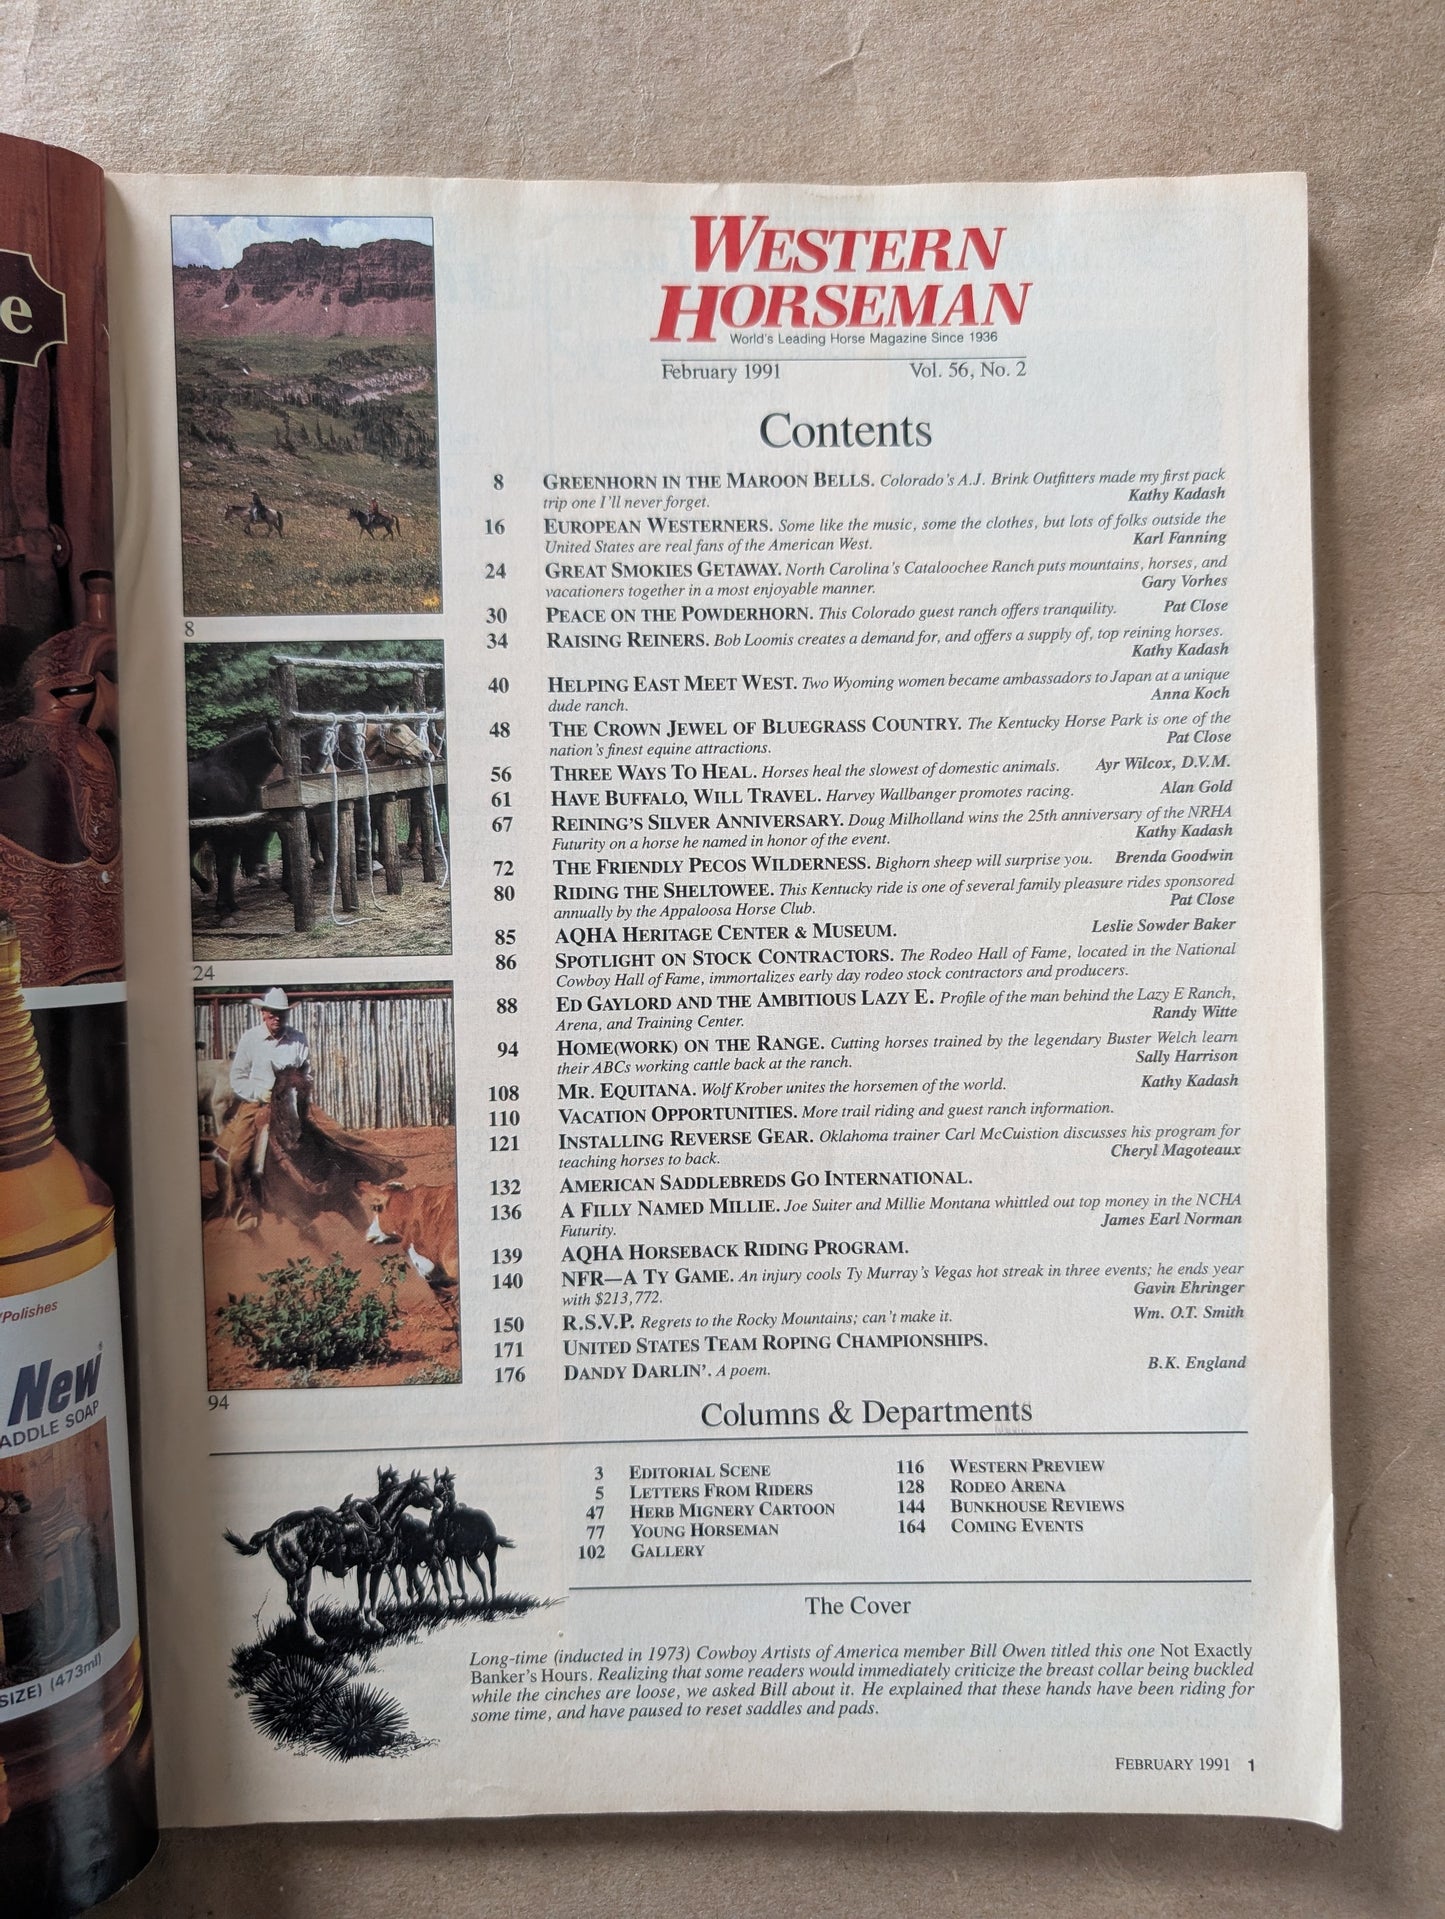 e
/Polishes
New
ADDLE SOAP
SIZE) (473ml)
8
24
94
WESTERN
HORSEMAN
World's Leading Horse Magazine Since 1936
February 1991 Vol. 56, No. 2
Contents
8 GREENHORN IN THE MAROON BELLS. Colorado's A.J. Brink Outfitters made my first pack
trip one I'll never forget. Kathy Kadash
16 EUROPEAN WESTERNERS. Some like the music, some the clothes, but lots of folks outside the
United States are real fans of the American West. Karl Fanning
24 GREAT SMOKIES GETAWAY. North Carolina's Cataloochee Ranch puts mountains, horses, and
vacationers together in a most enjoyable manner. Gary Vorhes
30 PEACE ON THE POWDERHORN. This Colorado guest ranch offers tranquility. Pat Close
34 RAISING REINERS. Bob Loomis creates a demand for, and offers a supply of, top reining horses.
Kathy Kadash
40 HELPING EAST MEET WEST. Two Wyoming women became ambassadors to Japan at a unique
dude ranch. Anna Koch
48 THE CROWN JEWEL OF BLUEGRASS COUNTRY. The Kentucky Horse Park is one of the
nation's finest equine attractions. Pat Close
56 THREE WAYS TO HEAL. Horses heal the slowest of domestic animals. Ayr Wilcox, D.V.M.
61 HAVE BUFFALO, WILL TRAVEL. Harvey Wallbanger promotes racing. Alan Gold
67 REINING'S SILVER ANNIVERSARY. Doug Milholland wins the 25th anniversary of the NRHA
Futurity on a horse he named in honor of the event. Kathy Kadash
72 THE FRIENDLY PECOS WILDERNESS. Bighorn sheep will surprise you. Brenda Goodwin
80 RIDING THE SHELTOWEE. This Kentucky ride is one of several family pleasure rides sponsored
annually by the Appaloosa Horse Club. Pat Close
85 AQHA HERITAGE CENTER & MUSEUM. Leslie Sowder Baker
86 SPOTLIGHT ON STOCK CONTRACTORS. The Rodeo Hall of Fame, located in the National
Cowboy Hall of Fame, immortalizes early day rodeo stock contractors and producers.
88 ED GAYLORD AND THE AMBITIOUS LAZY E. Profile of the man behind the Lazy E Ranch,
Arena, and Training Center. Randy Witte
94 HOME(WORK) ON THE RANGE. Cutting horses trained by the legendary Buster Welch learn
their ABCs working cattle back at the ranch. Sally Harrison
108 MR. EQUITANA. Wolf Krober unites the horsemen of the world. Kathy Kadash
110 VACATION OPPORTUNITIES. More trail riding and guest ranch information.
121 INSTALLING REVERSE GEAR. Oklahoma trainer Carl McCuistion discusses his program for
teaching horses to back. Cheryl Magoteaux
132 AMERICAN SADDLEBREDS GO INTERNATIONAL.
136 A FILLY NAMED MILLIE. Joe Suiter and Millie Montana whittled out top money in the NCHA
Futurity. James Earl Norman
139 AQHA HORSEBACK RIDING PROGRAM.
140 NFR—A TY GAME. An injury cools Ty Murray's Vegas hot streak in three events; he ends year
with $213,772. Gavin Ehringer
150 R.S.V.P. Regrets to the Rocky Mountains; can't make it. Wm. O.T. Smith
171 UNITED STATES TEAM ROPING CHAMPIONSHIPS.
176 DANDY DARLIN'. A poem. B.K. England
Columns & Departments
3 EDITORIAL SCENE
5 LETTERS FROM RIDERS
47 HERB MIGNERY CARTOON
77 YOUNG HORSEMAN
102 GALLERY
116 WESTERN PREVIEW
128 RODEO ARENA
144 BUNKHOUSE REVIEWS
164 COMING EVENTS
The Cover
Long-time (inducted in 1973) Cowboy Artists of America member Bill Owen titled this one Not Exactly
Banker's Hours. Realizing that some readers would immediately criticize the breast collar being buckled
while the cinches are loose, we asked Bill about it. He explained that these hands have been riding for
some time, and have paused to reset saddles and pads.
FEBRUARY 1991 1